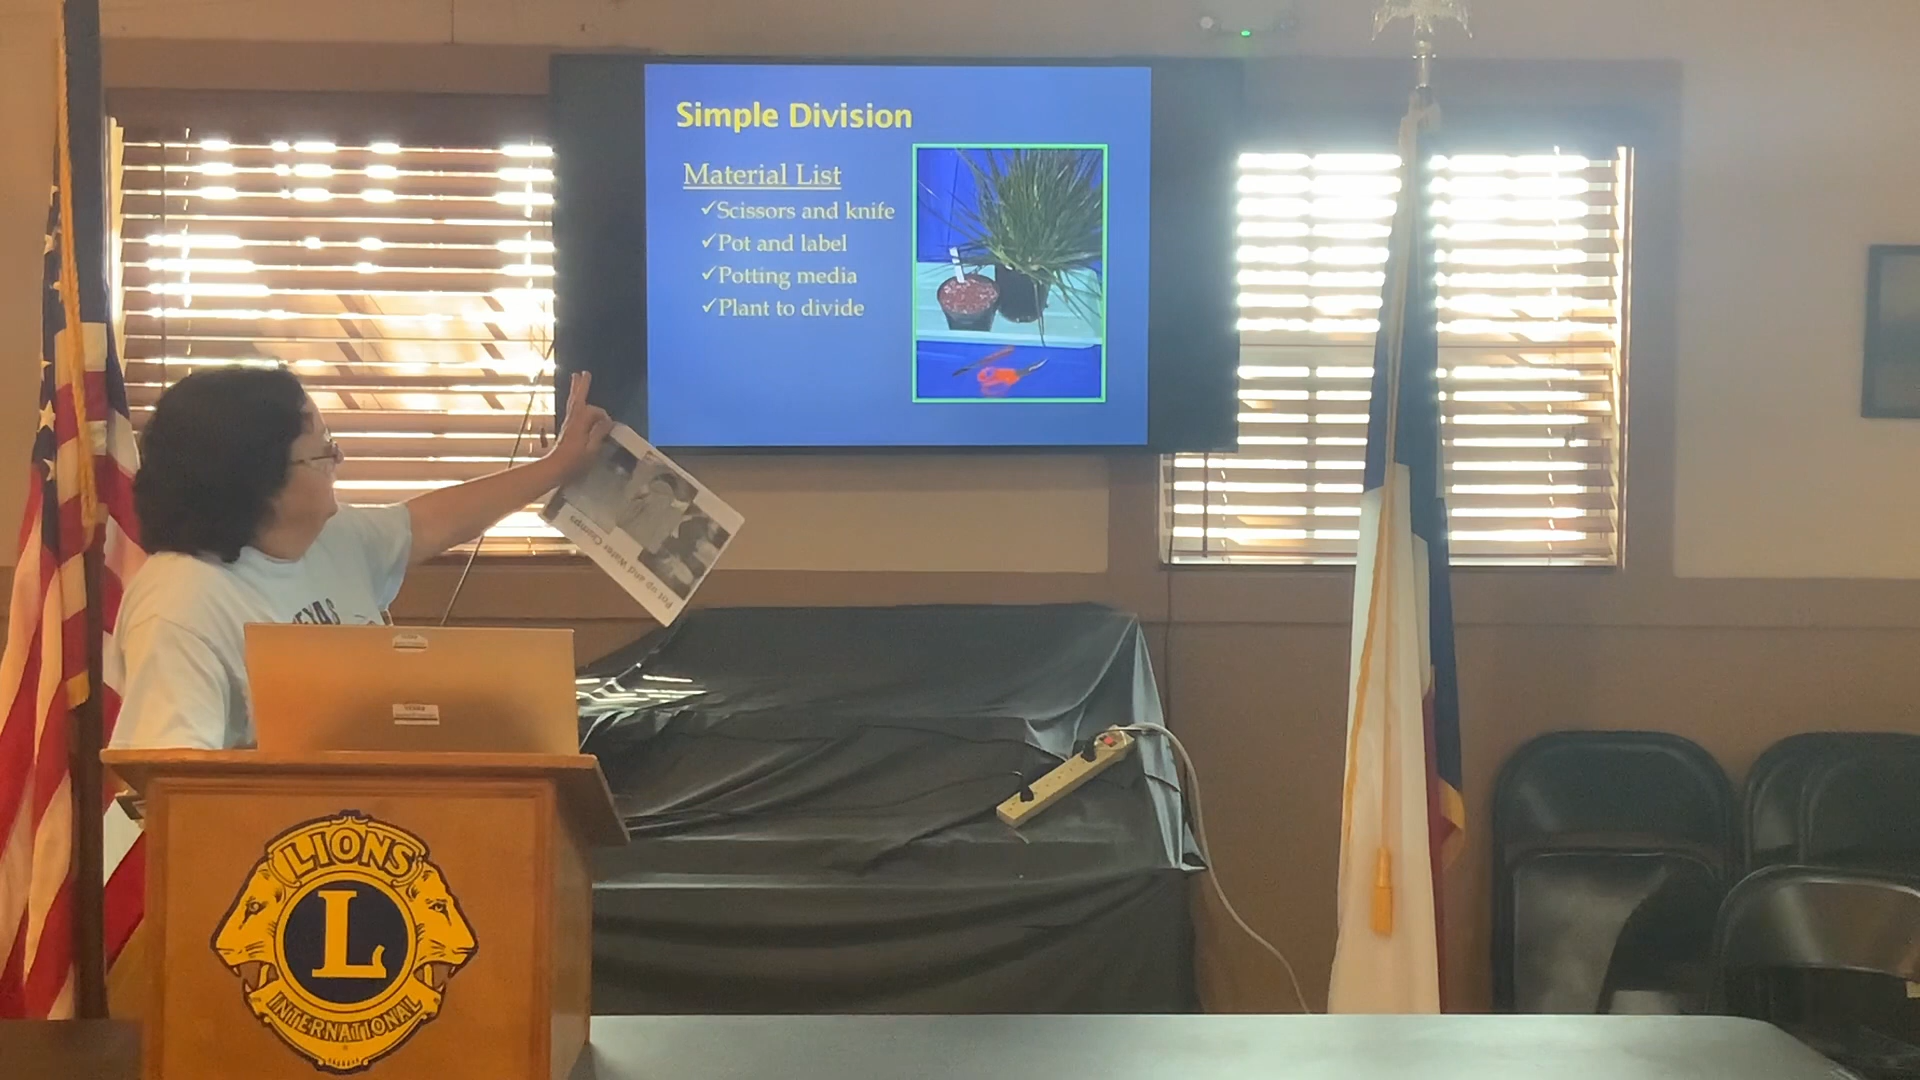 Simple Division
Material List
✓Scissors and knife
✓Pot and label
✓Potting media
✓Plant to divide
Pot up and Water Clumps
TEXAS
LIONS
L
INTERNATIONAL